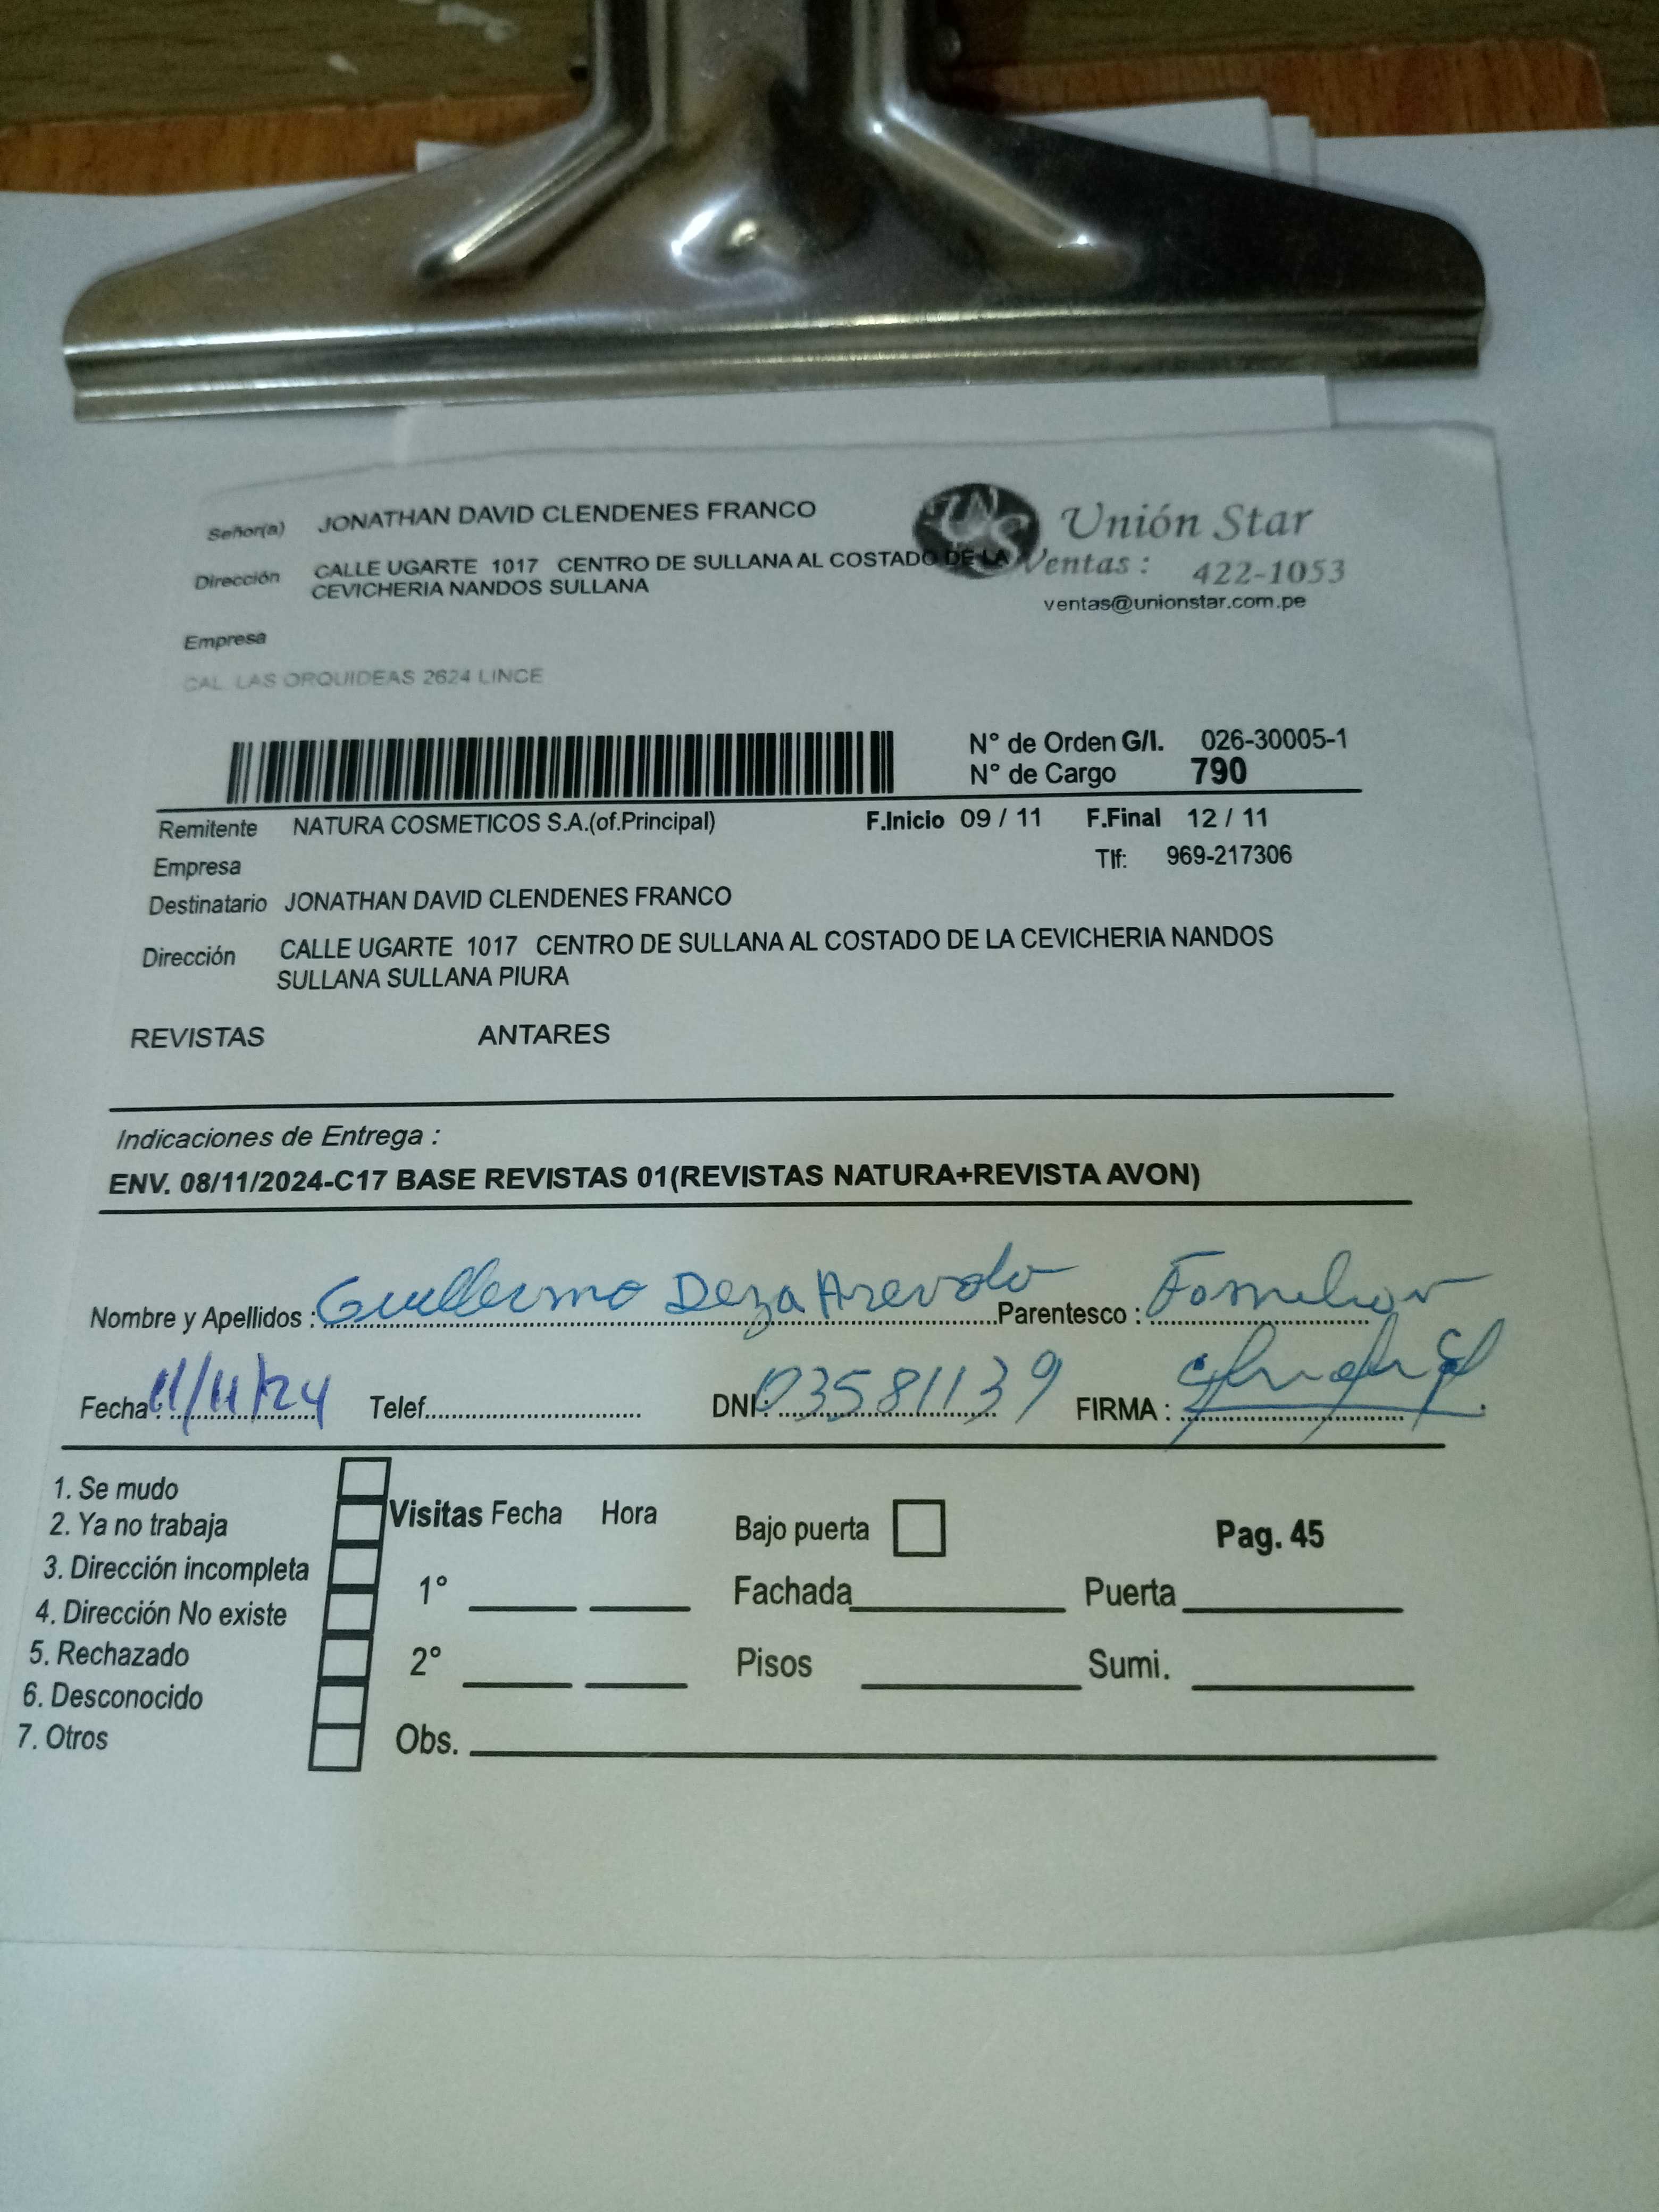 Señor(a) JONATHAN DAVID CLENDENES FRANCO
Unión Star
Dirección CALLE UGARTE 1017 CENTRO DE SULLANA AL COSTADO DE LA
CEVICHERIA NANDOS SULLANA
Ventas : 422-1053
ventas@unionstar.com.pe
Empresa
CAL. LAS ORQUIDEAS 2624 LINCE
N° de Orden G/I. 026-30005-1
N° de Cargo 790
Remitente NATURA COSMETICOS S.A.(of.Principal) F.Inicio 09 / 11 F.Final 12 / 11
Empresa Tlf: 969-217306
Destinatario JONATHAN DAVID CLENDENES FRANCO
Dirección CALLE UGARTE 1017 CENTRO DE SULLANA AL COSTADO DE LA CEVICHERIA NANDOS
SULLANA SULLANA PIURA
REVISTAS ANTARES
Indicaciones de Entrega :
ENV. 08/11/2024-C17 BASE REVISTAS 01(REVISTAS NATURA+REVISTA AVON)
Nombre y Apellidos : Guillermo Deza Parentesco : Familiar
Fecha : 11/11/24 Telef. DNI: 03581139 FIRMA :
1. Se mudo
2. Ya no trabaja
3. Dirección incompleta
4. Dirección No existe
5. Rechazado
6. Desconocido
7. Otros
Visitas Fecha Hora
1°
2°
Obs.
Bajo puerta Pag. 45
Fachada Puerta
Pisos Sumi.